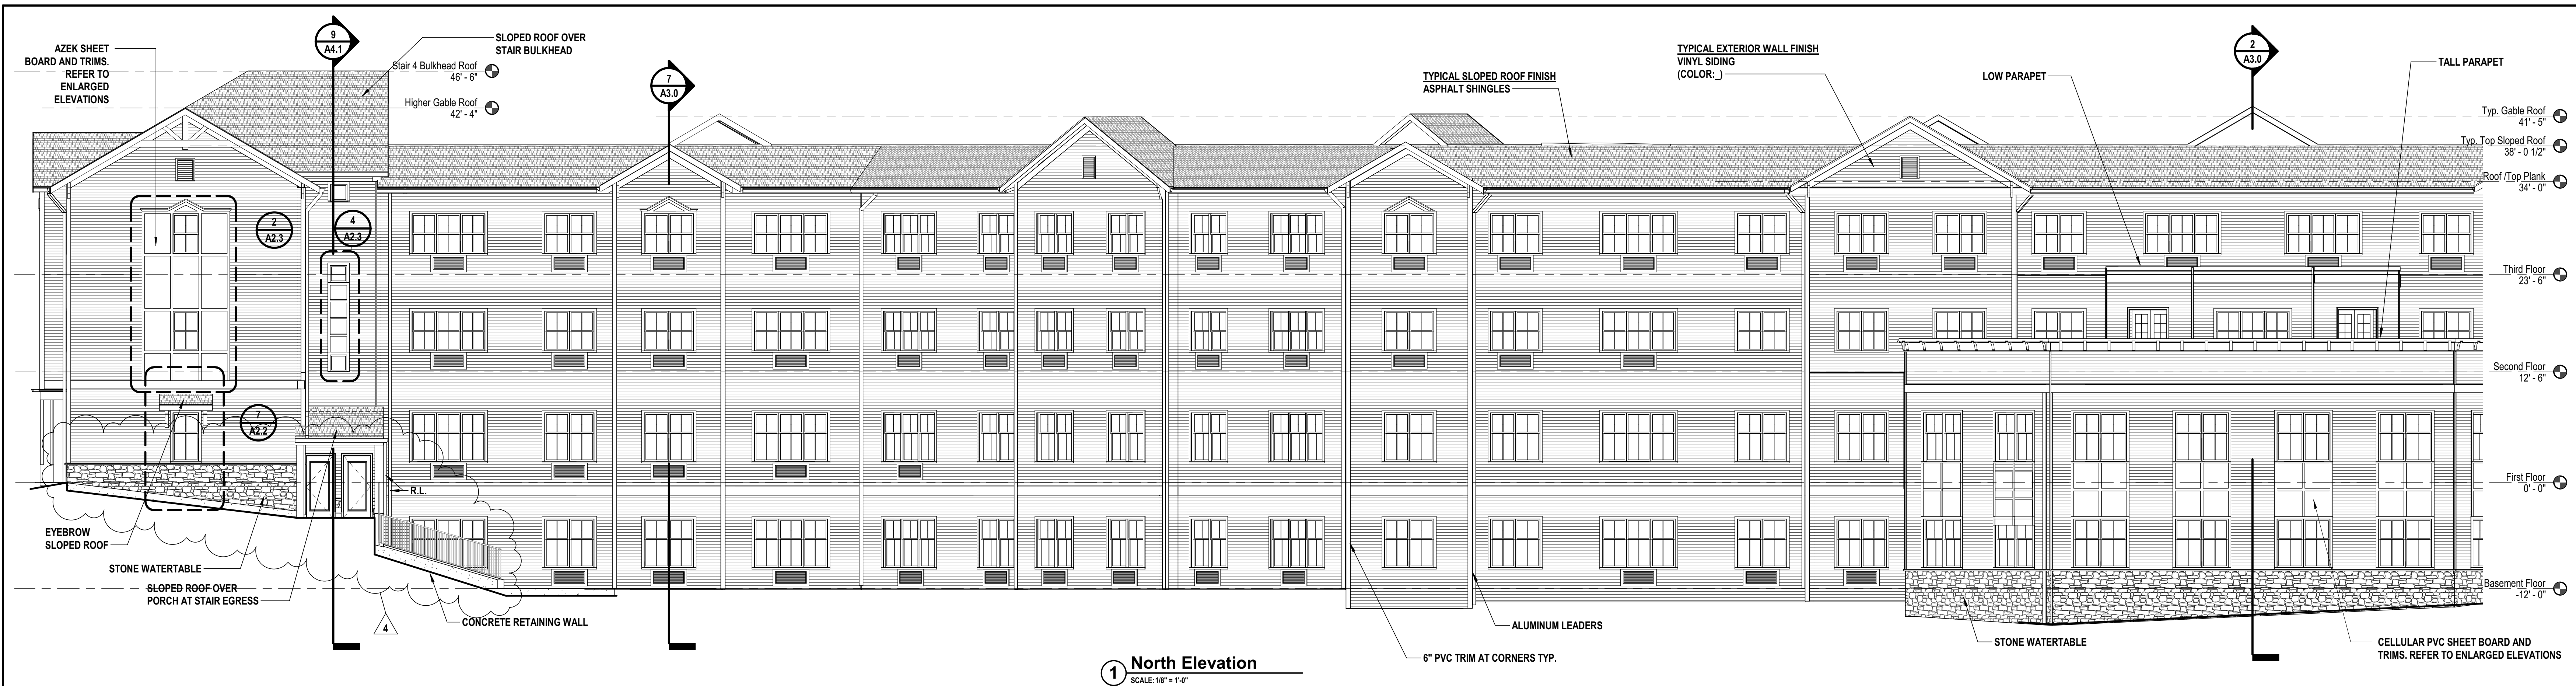 AZEK SHEET
BOARD AND TRIMS.
REFER TO
ENLARGED
ELEVATIONS
9
A4.1
SLOPED ROOF OVER
STAIR BULKHEAD
Stair 4 Bulkhead Roof
46' - 6"
Higher Gable Roof
42' - 4"
7
A3.0
TYPICAL SLOPED ROOF FINISH
ASPHALT SHINGLES
TYPICAL EXTERIOR WALL FINISH
VINYL SIDING
(COLOR:_)
LOW PARAPET
2
A3.0
TALL PARAPET
Typ. Gable Roof
41' - 5"
Typ. Top Sloped Roof
38' - 0 1/2"
Roof /Top Plank
34' - 0"
2
A2.3
4
A2.3
Third Floor
23' - 6"
Second Floor
12' - 6"
7
A2.2
First Floor
0' - 0"
R.L.
EYEBROW
SLOPED ROOF
STONE WATERTABLE
SLOPED ROOF OVER
PORCH AT STAIR EGRESS
4
CONCRETE RETAINING WALL
Basement Floor
-12' - 0"
ALUMINUM LEADERS
6" PVC TRIM AT CORNERS TYP.
STONE WATERTABLE
CELLULAR PVC SHEET BOARD AND
TRIMS. REFER TO ENLARGED ELEVATIONS
1
North Elevation
SCALE: 1/8" = 1'-0"